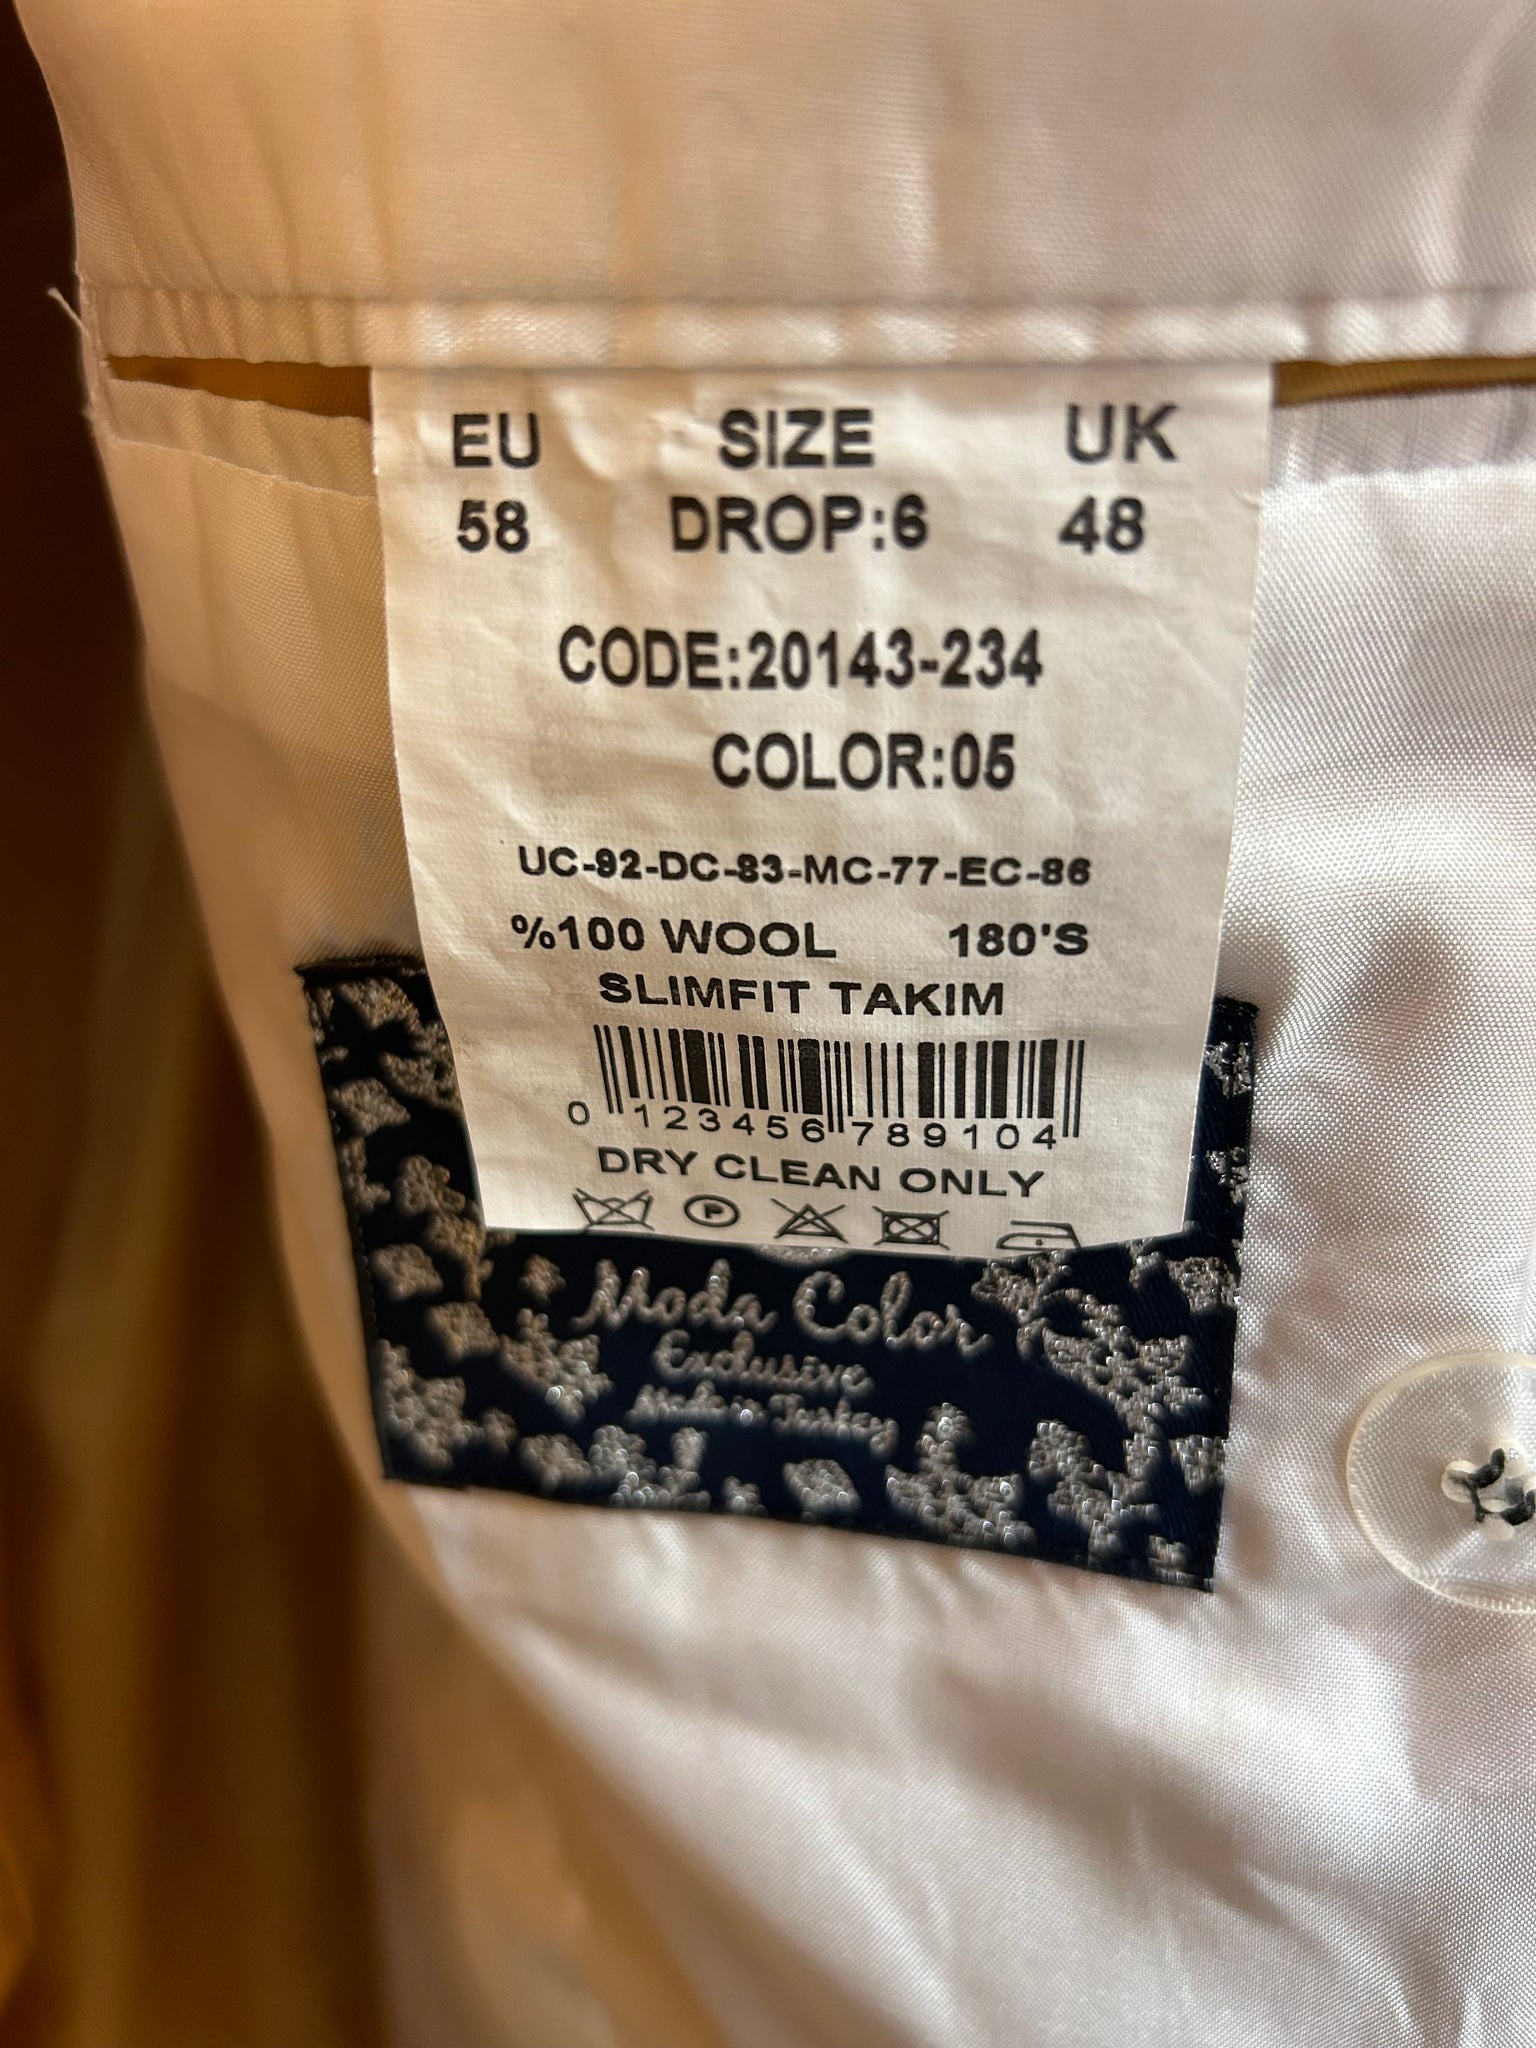 EU SIZE UK
58 DROP:6 48
CODE:20143-234
COLOR:05
UC-92-DC-83-MC-77-EC-86
%100 WOOL 180'S
SLIMFIT TAKIM
0 123456 789104
DRY CLEAN ONLY
P
Moda Color
Exclusive
Made in Turkey